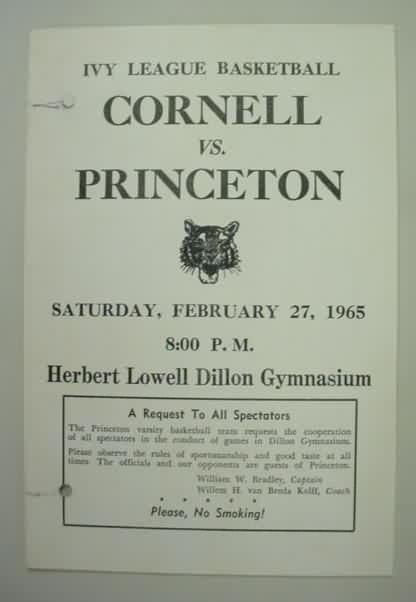 IVY LEAGUE BASKETBALL
CORNELL
VS.
PRINCETON
SATURDAY, FEBRUARY 27, 1965
8:00 P. M.
Herbert Lowell Dillon Gymnasium
A Request To All Spectators
The Princeton varsity basketball team requests the cooperation
of all spectators in the conduct of games in Dillon Gymnasium.
Please observe the rules of sportsmanship and good taste at all
times. The officials and our opponents are guests of Princeton.
William W. Bradley, Captain
Willem H. van Breda Kolff, Coach
* * * * *
Please, No Smoking!